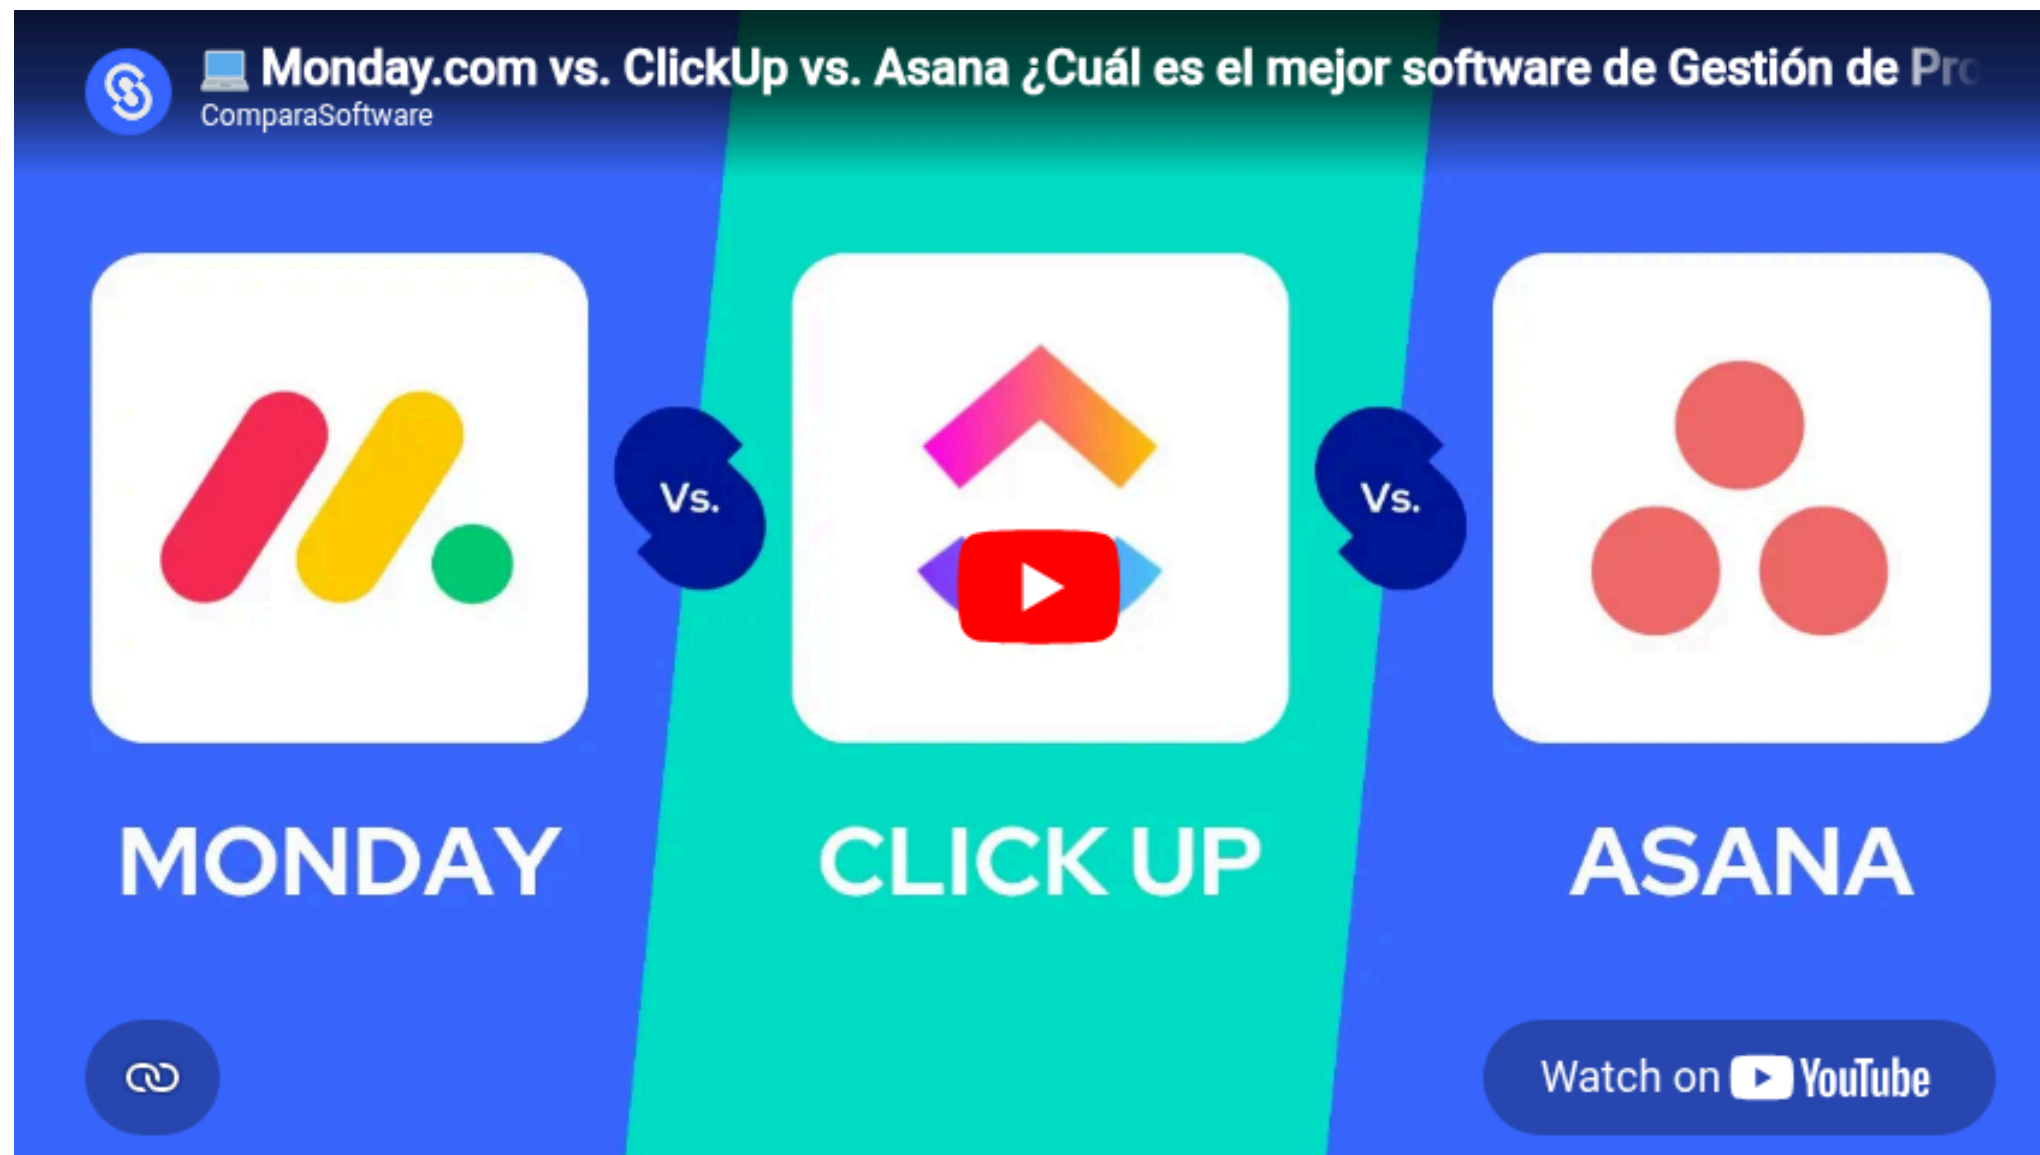 💻 Monday.com vs. ClickUp vs. Asana ¿Cuál es el mejor software de Gestión de
ComparaSoftware
Vs.
Vs.
MONDAY
CLICK UP
ASANA
Watch on YouTube